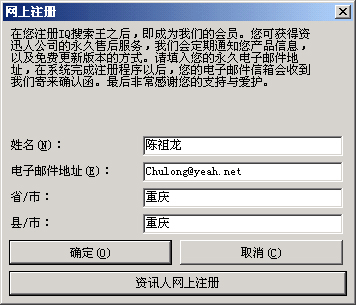 网上注册
在您注册IQ搜索王之后，即成为我们的会员。您可获得资
迅人公司的永久售后服务，我们会定期通知您产品信息，
以及免费更新版本的方式。请填入您的永久电子邮件地
址，在系统完成注册程序以后，您的电子邮件信箱会收到
我们寄来确认函。最后非常感谢您的支持与爱护。
姓名(N)： 陈祖龙
电子邮件地址(E)： Chulong@yeah.net
省/市： 重庆
县/市： 重庆
确定(O) 取消(C)
资讯人网上注册